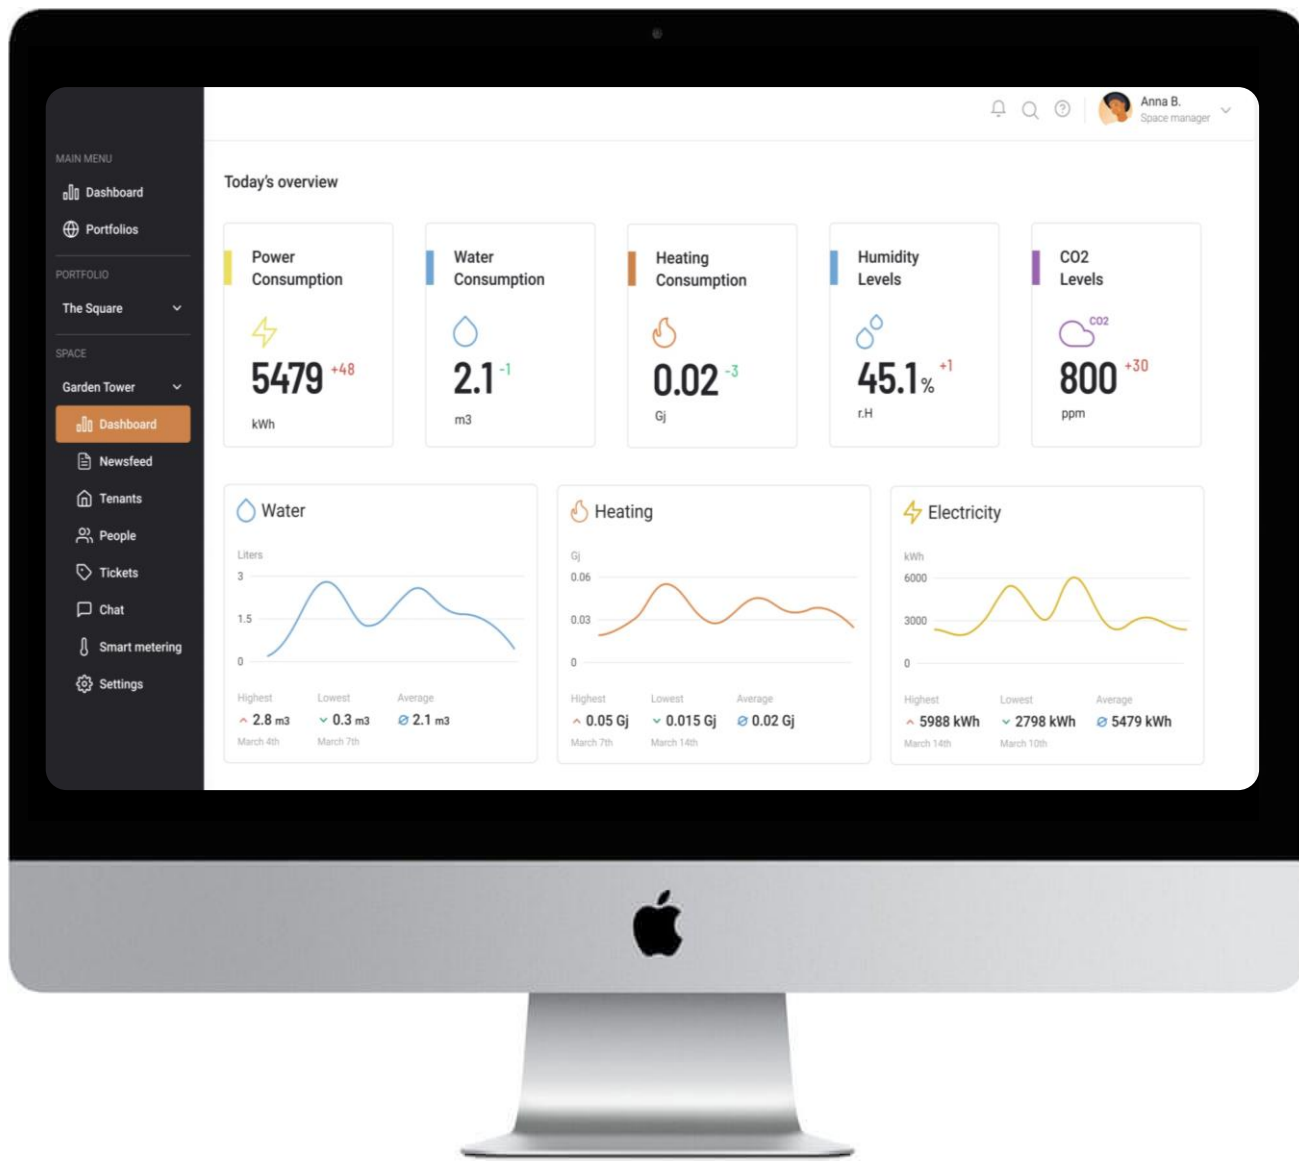 Anna B.
Space manager
MAIN MENU
Dashboard
Portfolios
PORTFOLIO
The Square
SPACE
Garden Tower
Dashboard
Newsfeed
Tenants
People
Tickets
Chat
Smart metering
Settings
Today's overview
Power
Consumption
5479 +48
kWh
Water
Consumption
2.1 -1
m3
Heating
Consumption
0.02 -3
Gj
Humidity
Levels
45.1% +1
r.H
CO2
Levels
CO2
800 +30
ppm
Water
Liters
3
1.5
0
Highest Lowest Average
2.8 m3 0.3 m3 2.1 m3
March 4th March 7th
Heating
Gj
0.06
0.03
0
Highest Lowest Average
0.05 Gj 0.015 Gj 0.02 Gj
March 7th March 14th
Electricity
kWh
6000
3000
0
Highest Lowest Average
5988 kWh 2798 kWh 5479 kWh
March 14th March 10th